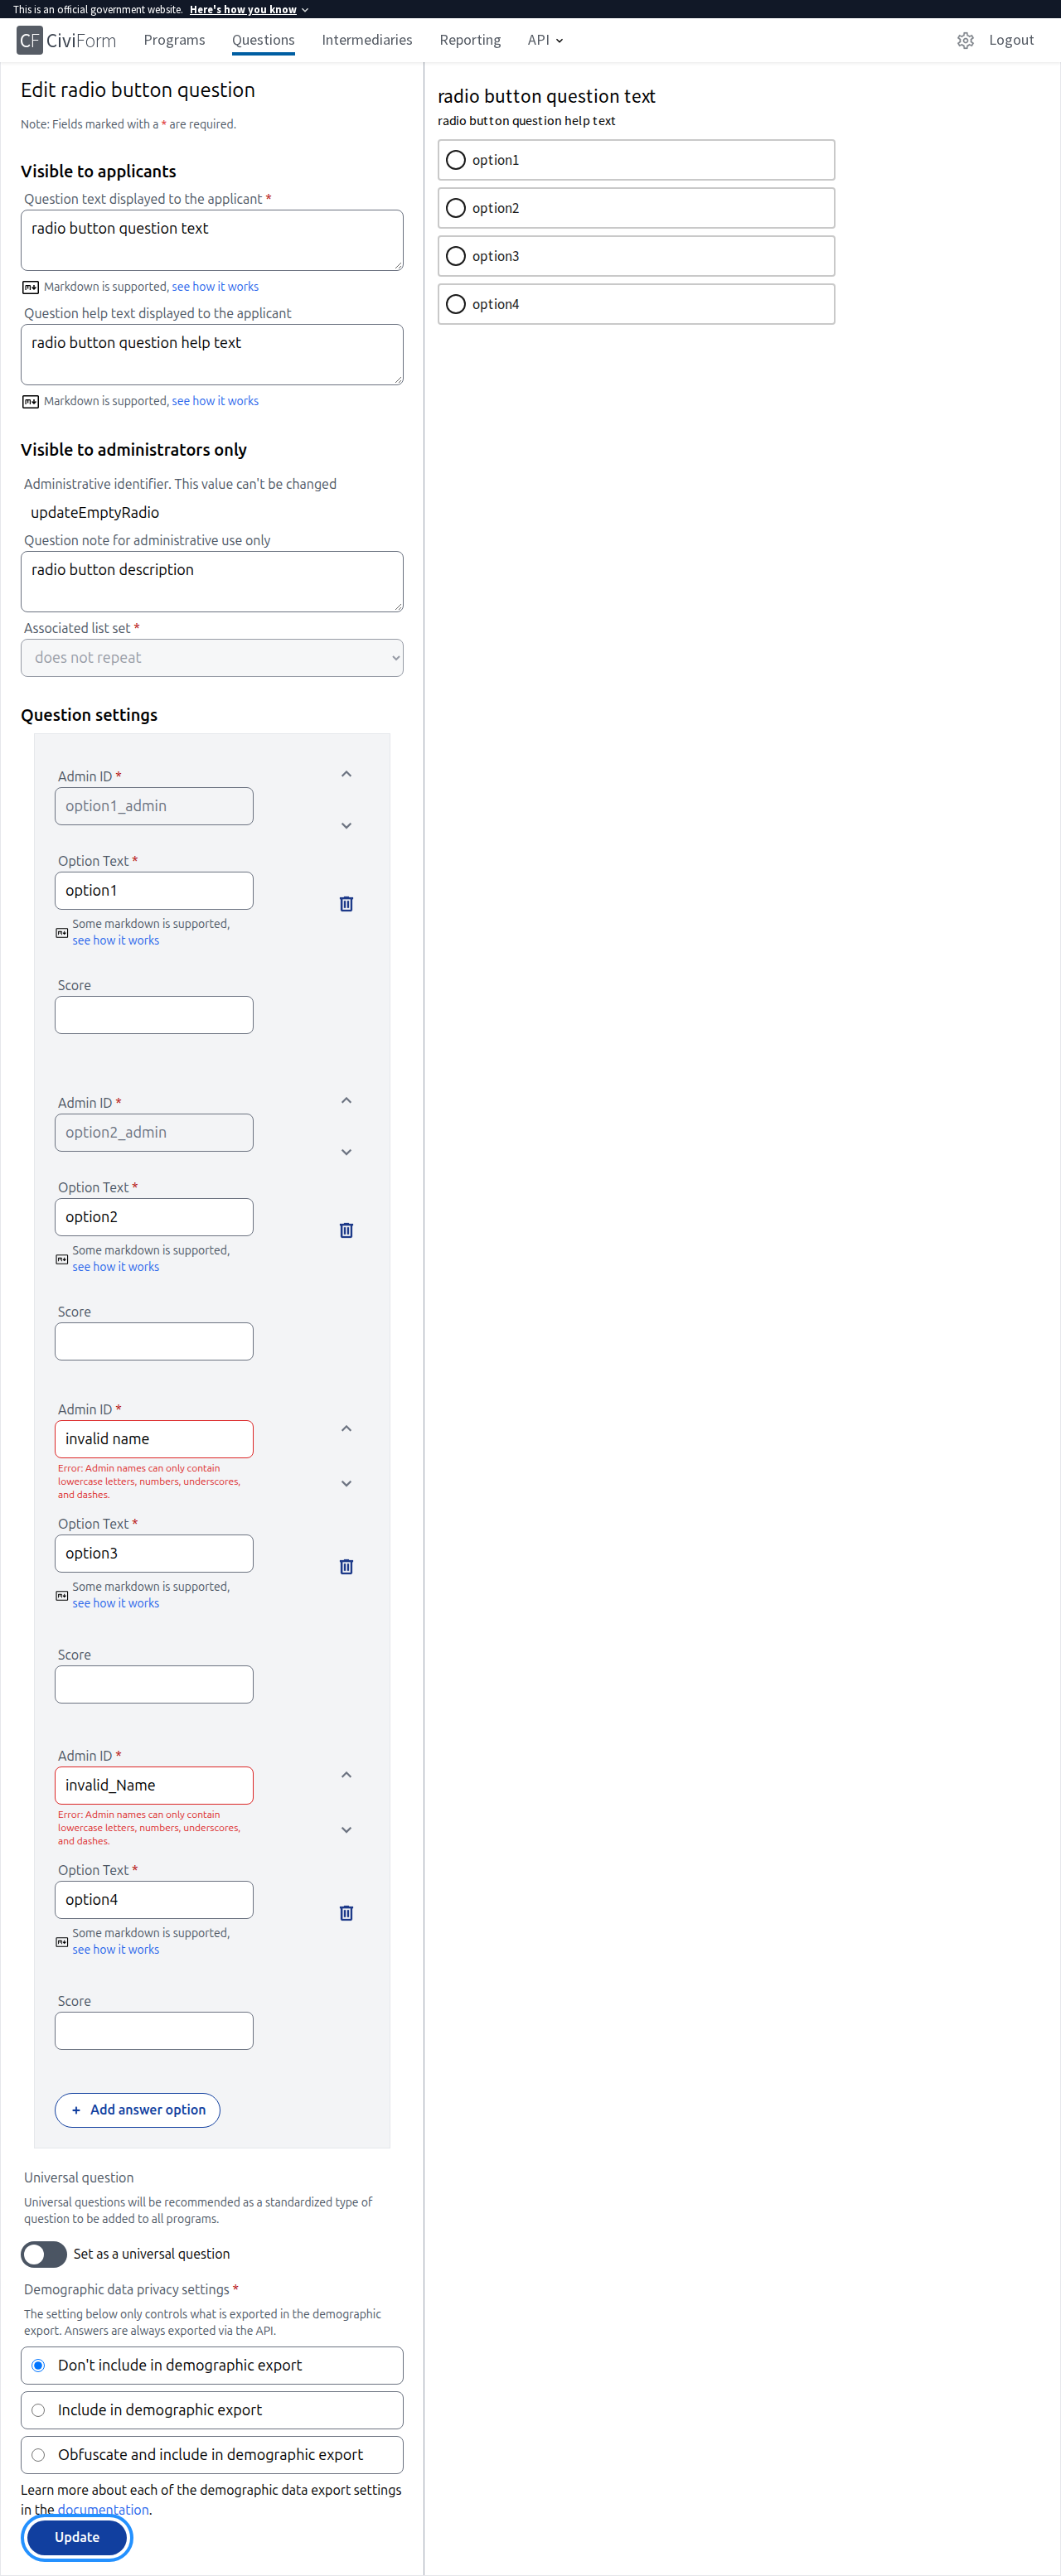 This is an official government website. Here's how you know
CF CiviForm Programs Questions Intermediaries Reporting API Logout
Edit radio button question
Note: Fields marked with a * are required.
Visible to applicants
Question text displayed to the applicant *
radio button question text
Markdown is supported, see how it works
Question help text displayed to the applicant
radio button question help text
Markdown is supported, see how it works
Visible to administrators only
Administrative identifier. This value can't be changed
updateEmptyRadio
Question note for administrative use only
radio button description
Associated list set *
does not repeat
Question settings
Admin ID *
option1_admin
Option Text *
option1
Some markdown is supported,
see how it works
Score
Admin ID *
option2_admin
Option Text *
option2
Some markdown is supported,
see how it works
Score
Admin ID *
invalid name
Error: Admin names can only contain
lowercase letters, numbers, underscores,
and dashes.
Option Text *
option3
Some markdown is supported,
see how it works
Score
Admin ID *
invalid_Name
Error: Admin names can only contain
lowercase letters, numbers, underscores,
and dashes.
Option Text *
option4
Some markdown is supported,
see how it works
Score
+ Add answer option
Universal question
Universal questions will be recommended as a standardized type of
question to be added to all programs.
Set as a universal question
Demographic data privacy settings *
The setting below only controls what is exported in the demographic
export. Answers are always exported via the API.
Don't include in demographic export
Include in demographic export
Obfuscate and include in demographic export
Learn more about each of the demographic data export settings
in the documentation.
Update
radio button question text
radio button question help text
option1
option2
option3
option4